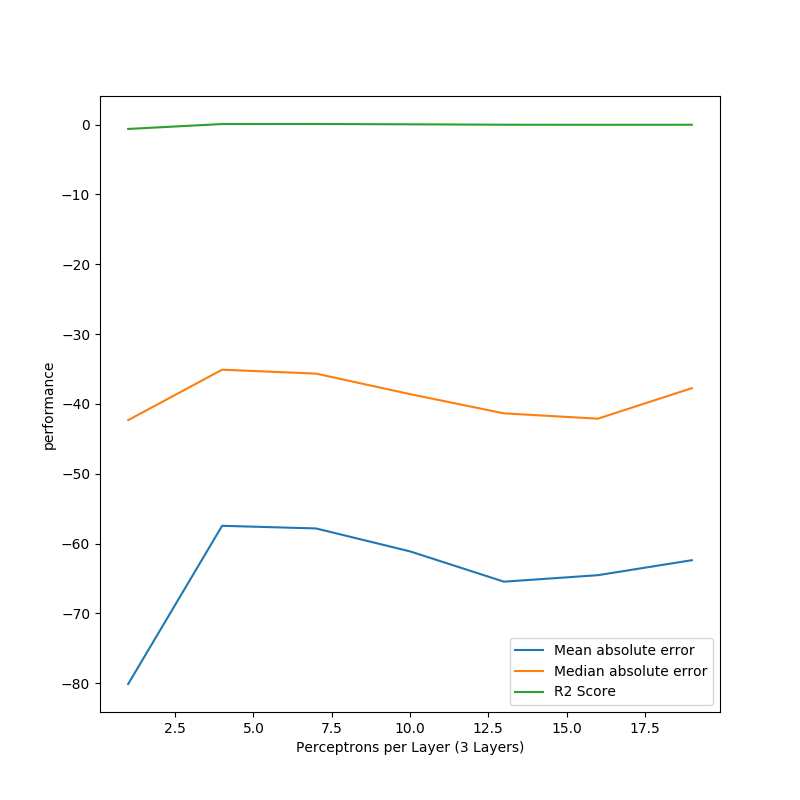 0
−10
−20
−30
−40
−50
−60
−70
−80
performance
2.5 5.0 7.5 10.0 12.5 15.0 17.5
Perceptrons per Layer (3 Layers)
Mean absolute error
Median absolute error
R2 Score